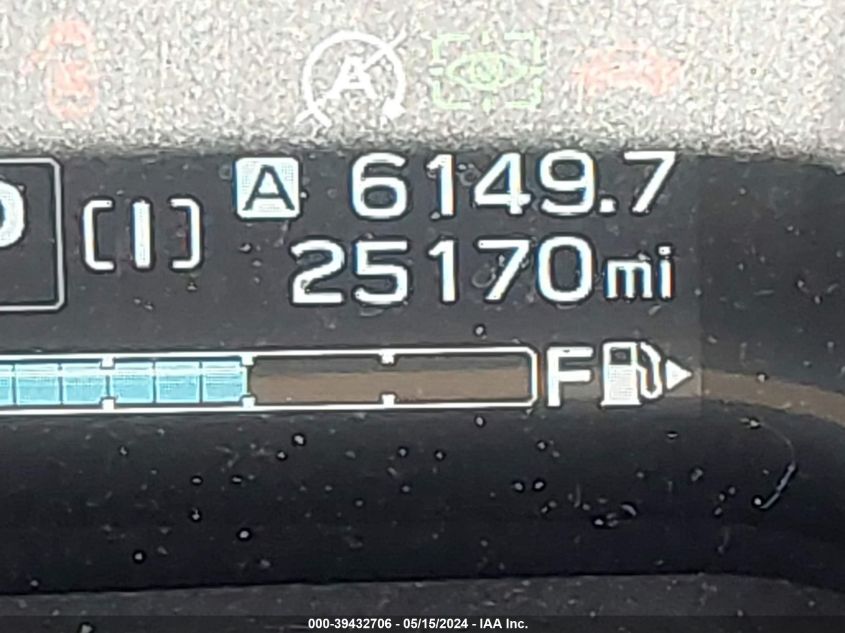 A
A 6149.7
[I]
25170mi
F
000-39432706 - 05/15/2024 - IAA Inc.